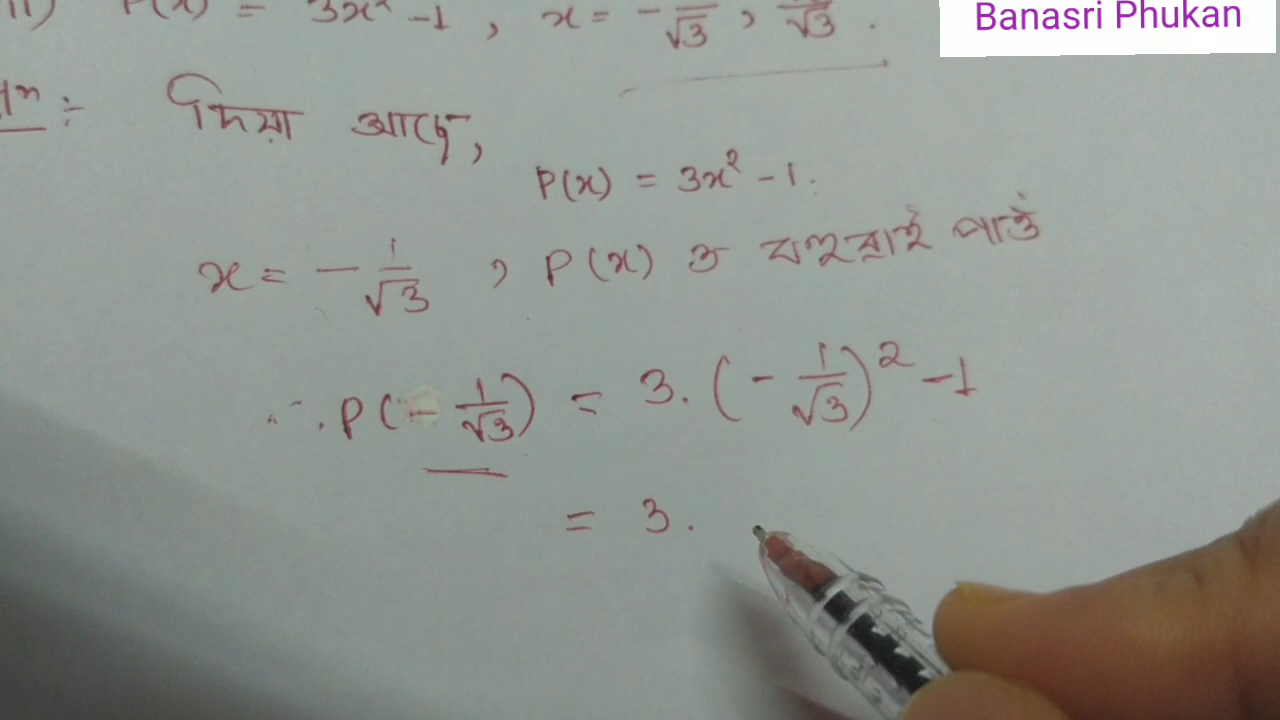 Banasri Phukan
ii) P(x) = 3x² - 1 , x = - 1/√3 , /√3 .
দিয়া আছে,
P(x) = 3x² - 1.
x = - 1/√3 , P(x) ত বহুৱাই পাওঁ
∴ P(- 1/√3) = 3. (- 1/√3)² - 1
= 3.